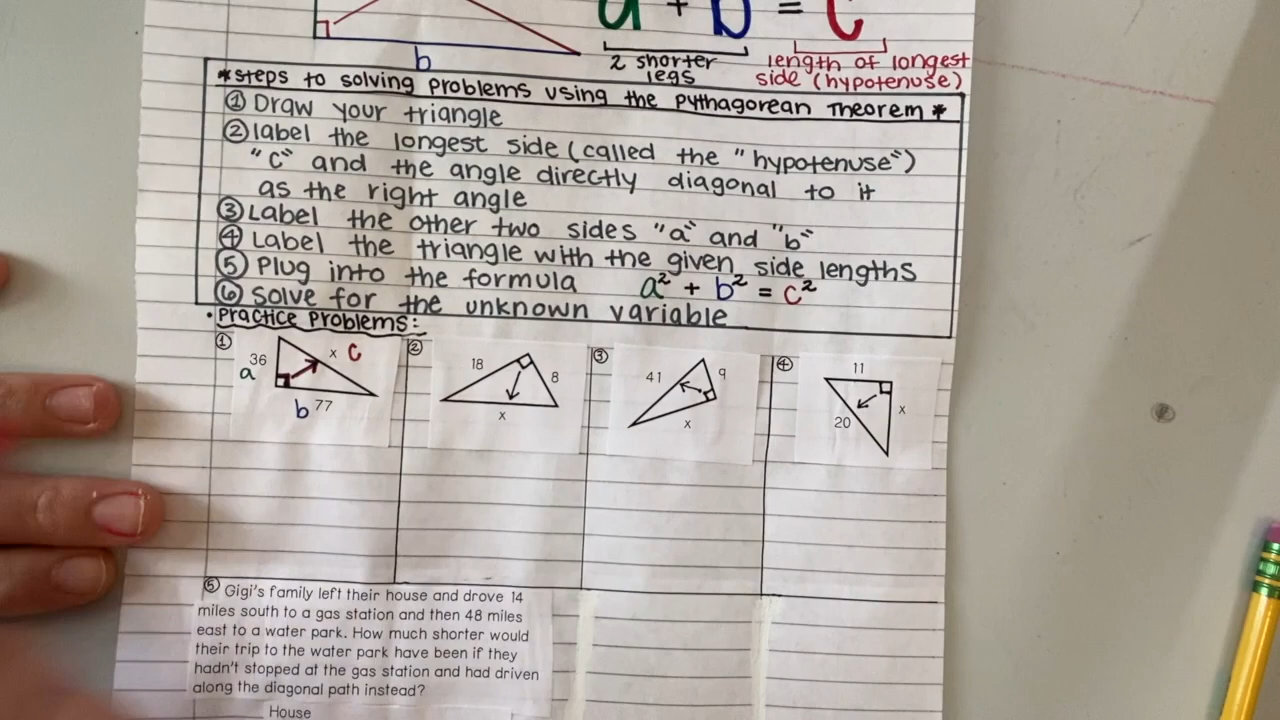 a + b = c
b
2 shorter legs
length of longest side (hypotenuse)
*steps to solving problems using the pythagorean Theorem*
① Draw your triangle
② label the longest side (called the "hypotenuse")
"c" and the angle directly diagonal to it
as the right angle
③ Label the other two sides "a" and "b"
④ Label the triangle with the given side lengths
⑤ Plug into the formula a² + b² = c²
⑥ Solve for the unknown variable
• Practice Problems:
① 36 x c
a
b 77
② 18 8
x
③ 41 9
x
④ 11
x
20
⑤ Gigi's family left their house and drove 14
miles south to a gas station and then 48 miles
east to a water park. How much shorter would
their trip to the water park have been if they
hadn't stopped at the gas station and had driven
along the diagonal path instead?
House